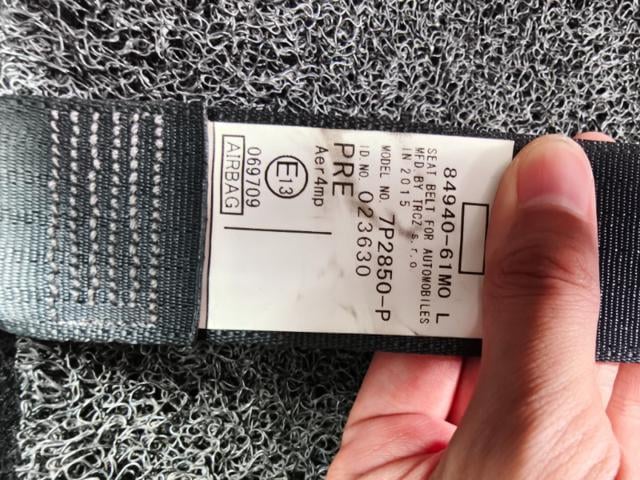 84940-61M0 L
SEAT BELT FOR AUTOMOBILES
MFD BY TRCZ s.r.o
IN 2015
MODEL NO. 7P2850-P
ID.NO. 023630
PRE
Aer4mp
E13
069709
AIRBAG